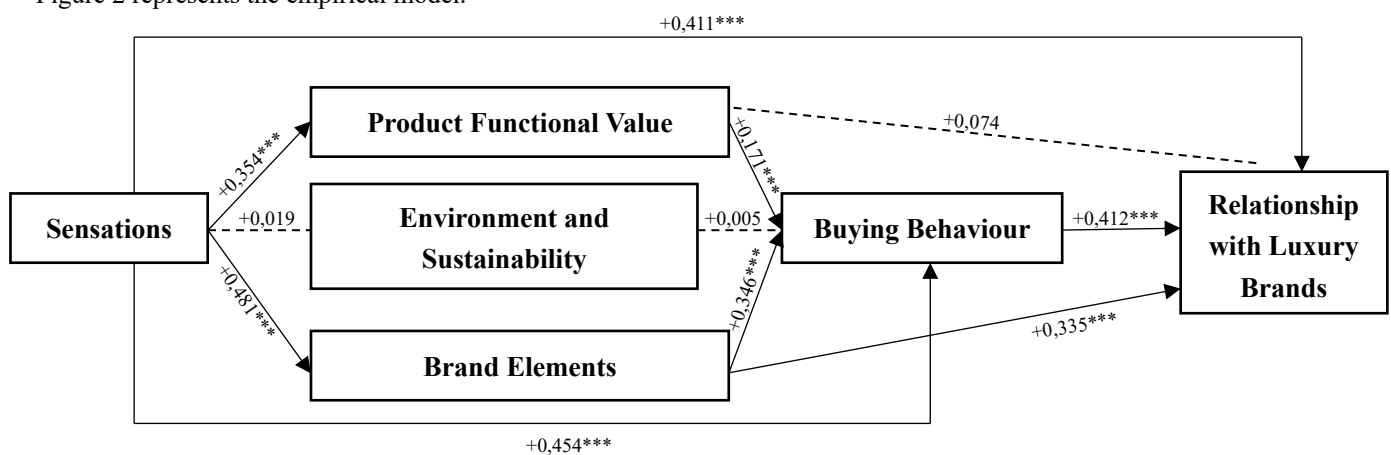 Figure 2 represents the empirical model.
+0,411***
Product Functional Value
+0,074
+0,171***
+0,354***
Sensations
+0,019
Environment and
Sustainability
+0,005
Buying Behaviour
+0,412***
Relationship
with Luxury
Brands
+0,481***
+0,346***
+0,335***
Brand Elements
+0,454***